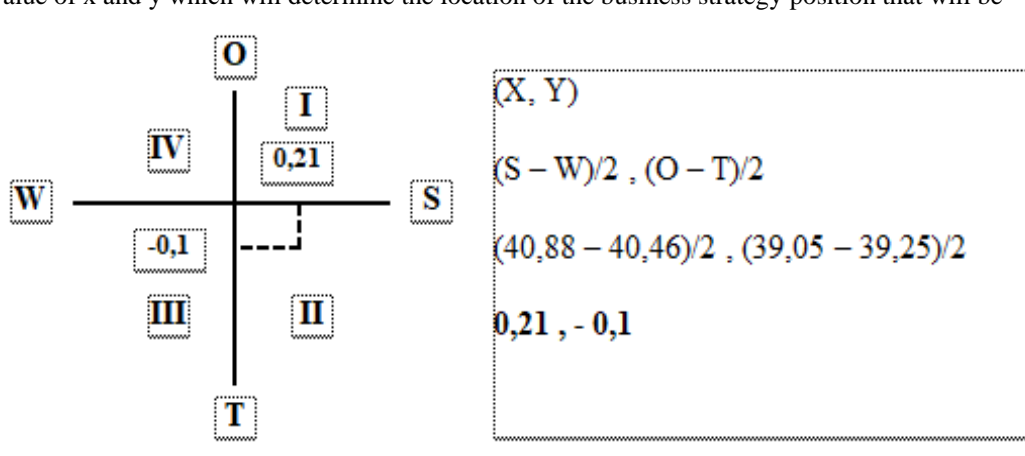 value of x and y which will determine the location of the business strategy position that will be
O
I
IV
0,21
W
S
-0,1
III
II
T
(X, Y)
(S – W)/2 , (O – T)/2
(40,88 – 40,46)/2 , (39,05 – 39,25)/2
0,21 , - 0,1